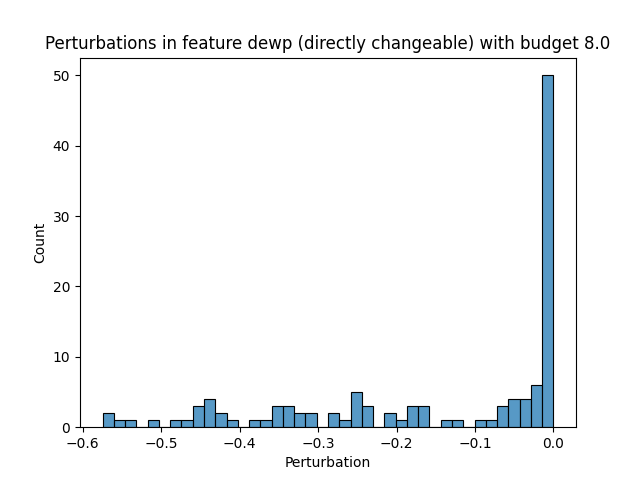 Perturbations in feature dewp (directly changeable) with budget 8.0
50
40
30
20
10
0
Count
−0.6 −0.5 −0.4 −0.3 −0.2 −0.1 0.0
Perturbation